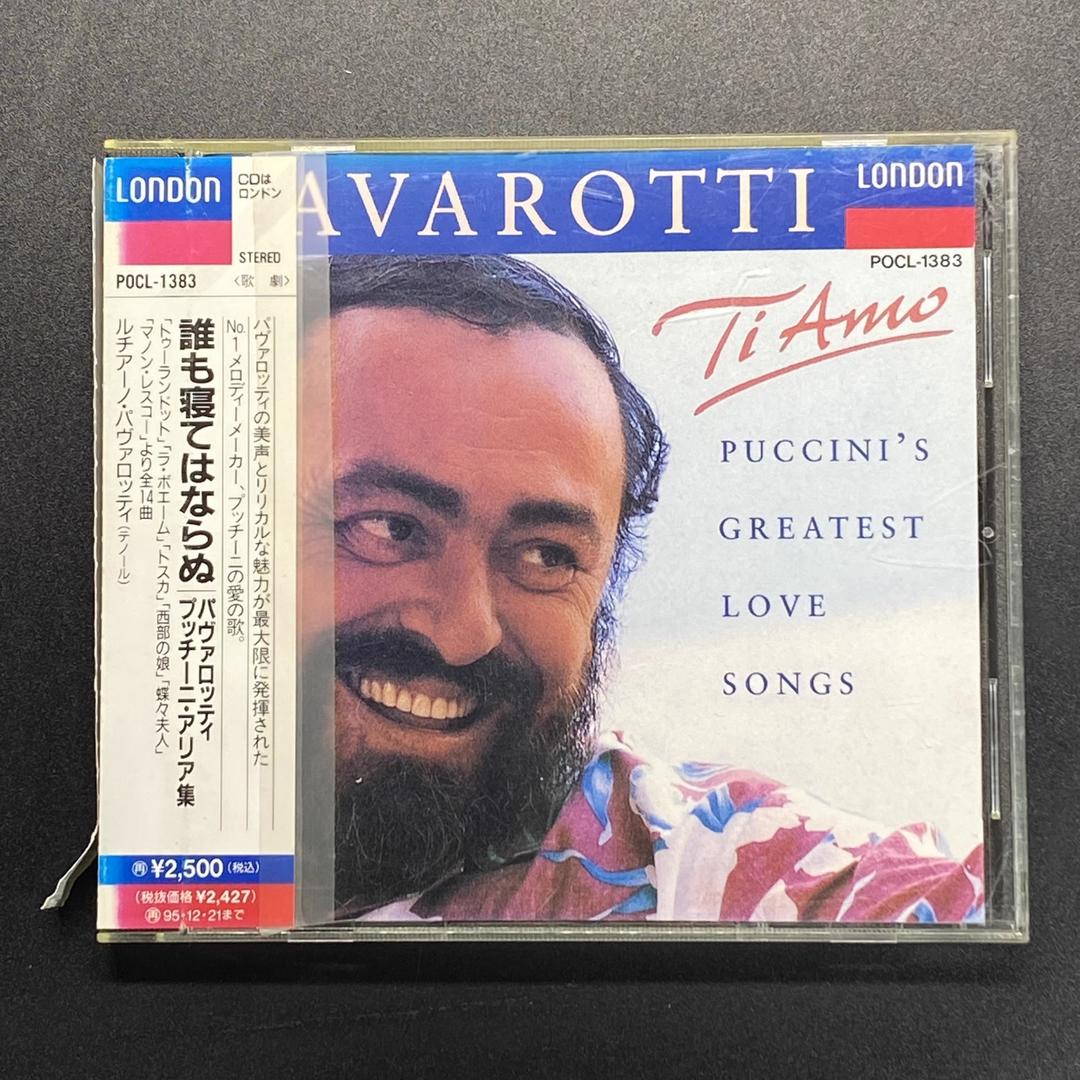 LONDON
CDは
ロンドン
STEREO
POCL-1383
〈歌劇〉
パヴァロッティの美声とリリカルな魅力が最大限に発揮された
No.1メロディーメーカー、プッチーニの愛の歌。
誰も寝てはならぬ
パヴァロッティ
プッチーニ・アリア集
「トゥーランドット」「ラ・ボエーム」「トスカ」「西部の娘」「蝶々夫人」
「マノン・レスコー」より全14曲
ルチアーノ・パヴァロッティ(テノール)
再 ¥2,500 (税込)
(税抜価格 ¥2,427)
再 95・12・21まで
AVAROTTI
LONDON
POCL-1383
Ti Amo
PUCCINI'S
GREATEST
LOVE
SONGS